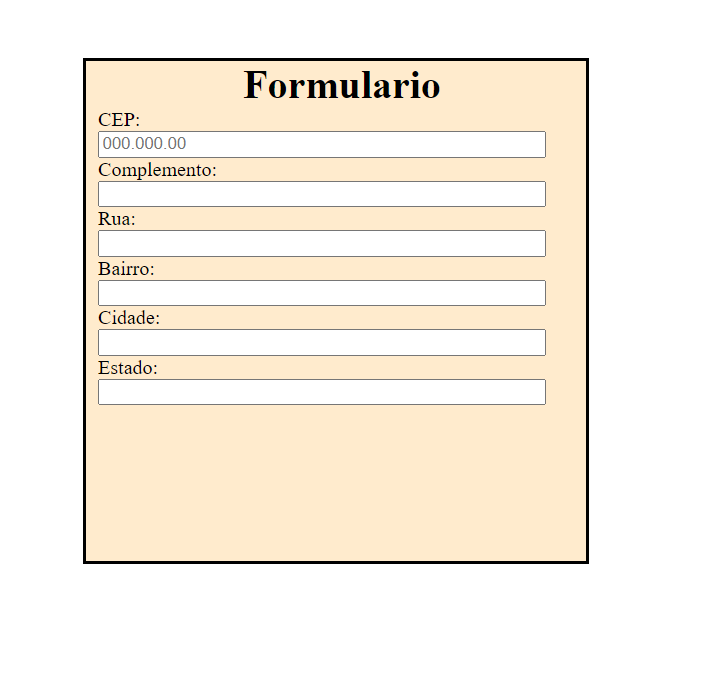 Formulario
CEP:
000.000.00
Complemento:
Rua:
Bairro:
Cidade:
Estado: